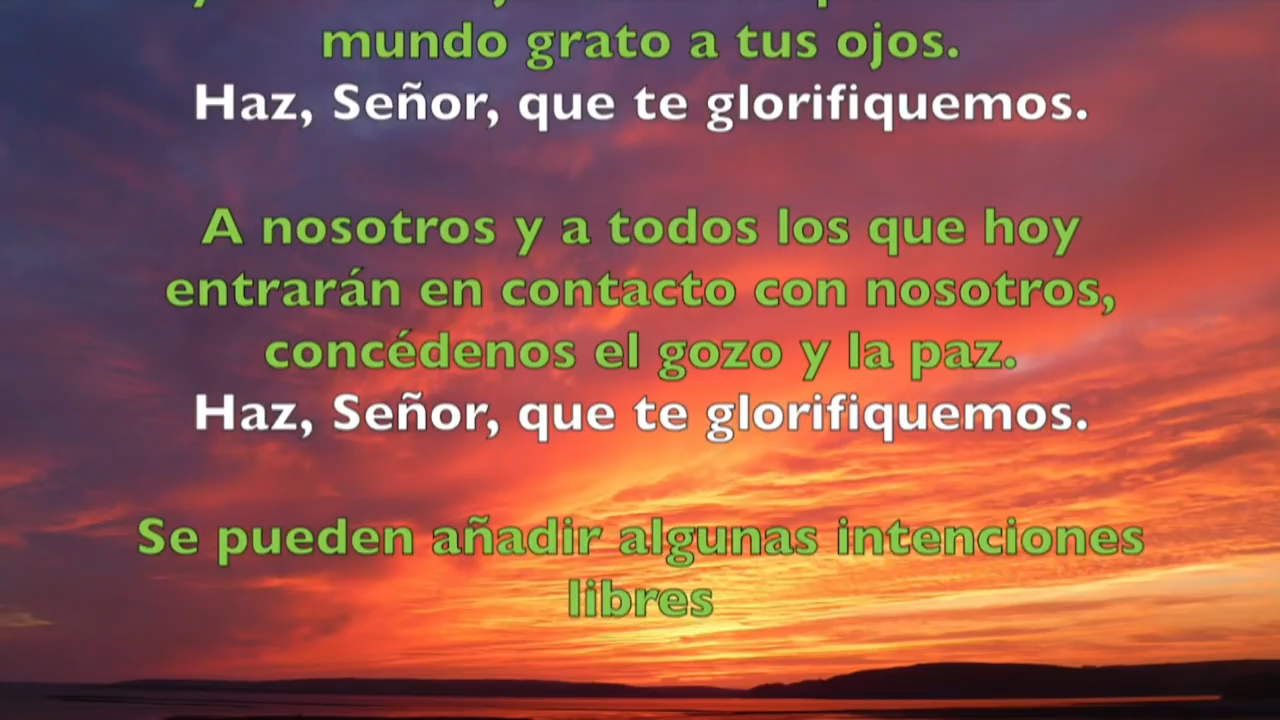 mundo grato a tus ojos.
Haz, Señor, que te glorifiquemos.
A nosotros y a todos los que hoy
entrarán en contacto con nosotros,
concédenos el gozo y la paz.
Haz, Señor, que te glorifiquemos.
Se pueden añadir algunas intenciones
libres